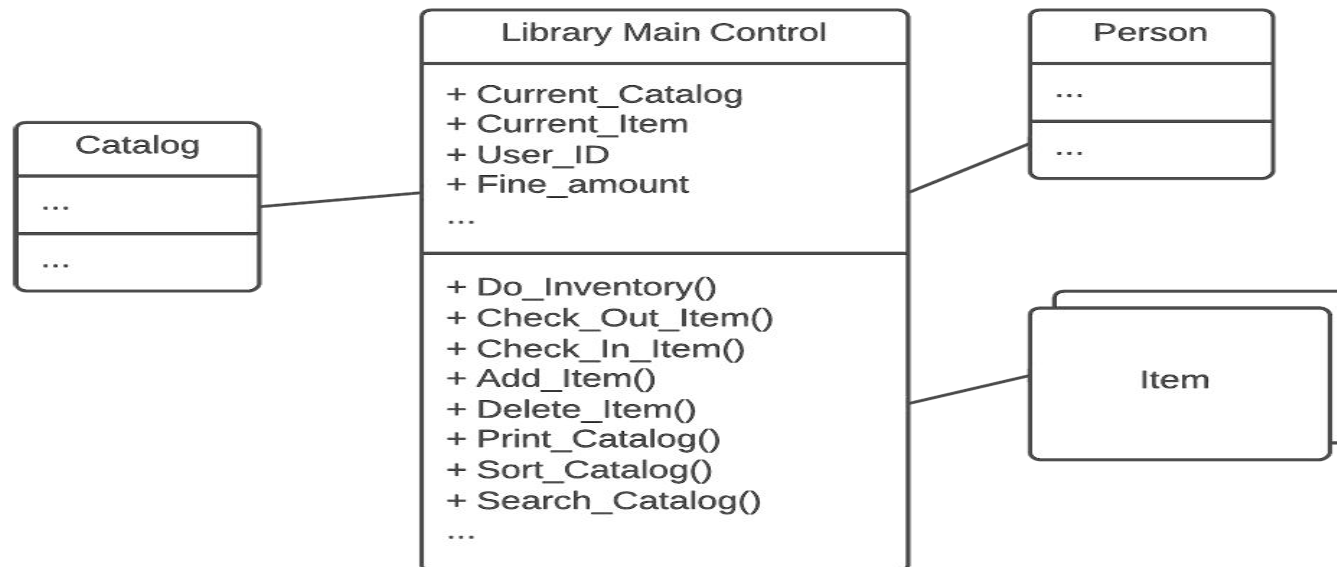 Catalog
...
...
Library Main Control
+ Current_Catalog
+ Current_Item
+ User_ID
+ Fine_amount
...
+ Do_Inventory()
+ Check_Out_Item()
+ Check_In_Item()
+ Add_Item()
+ Delete_Item()
+ Print_Catalog()
+ Sort_Catalog()
+ Search_Catalog()
...
Person
...
...
Item